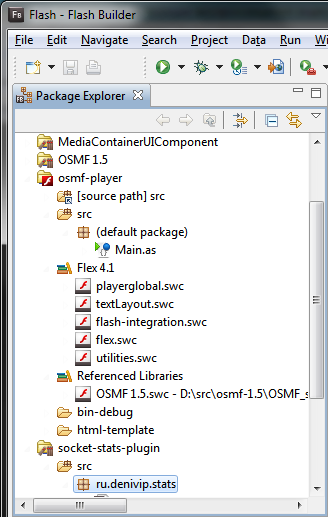 Flash - Flash Builder
File Edit Navigate Search Project Data Run
Package Explorer
MediaContainerUIComponent
OSMF 1.5
osmf-player
[source path] src
src
(default package)
Main.as
Flex 4.1
playerglobal.swc
textLayout.swc
flash-integration.swc
flex.swc
utilities.swc
Referenced Libraries
OSMF 1.5.swc - D:\src\osmf-1.5\OSMF_s
bin-debug
html-template
socket-stats-plugin
src
ru.denivip.stats